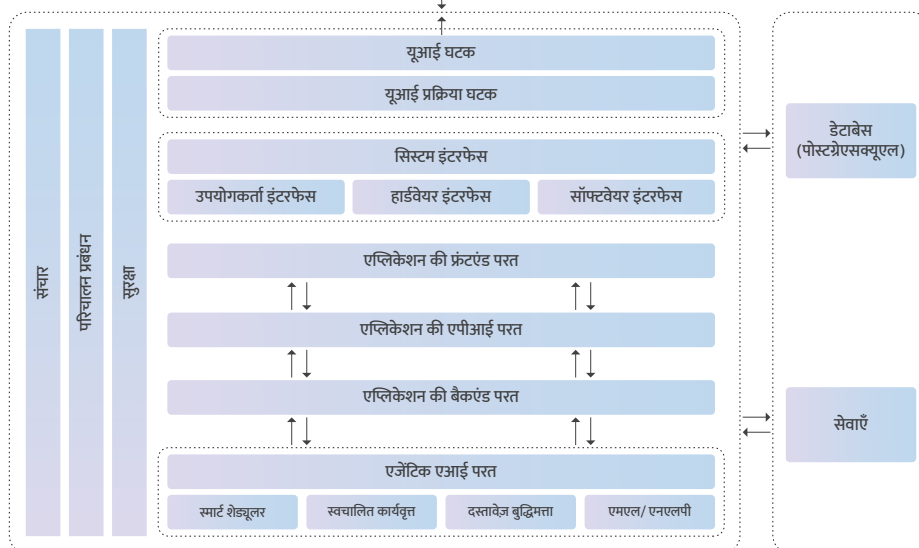 संचार
परिचालन प्रबंधन
सुरक्षा
यूआई घटक
यूआई प्रक्रिया घटक
सिस्टम इंटरफेस
उपयोगकर्ता इंटरफेस
हार्डवेयर इंटरफेस
सॉफ्टवेयर इंटरफेस
एप्लिकेशन की फ्रंटएंड परत
एप्लिकेशन की एपीआई परत
एप्लिकेशन की बैकएंड परत
एजेंटिक एआई परत
स्मार्ट शेड्यूलर
स्वचालित कार्यवृत्त
दस्तावेज़ बुद्धिमत्ता
एमएल/ एनएलपी
डेटाबेस
(पोस्टग्रेएसक्यूएल)
सेवाएँ